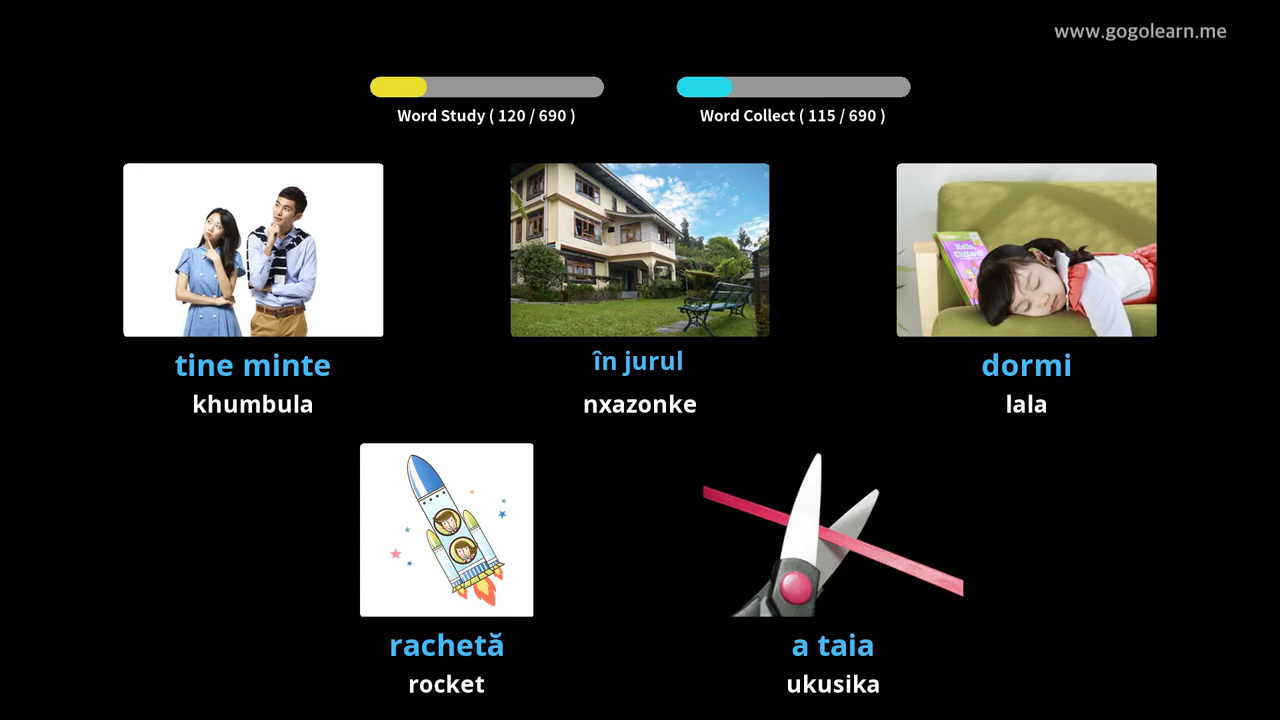 www.gogolearn.me
Word Study ( 120 / 690 )
Word Collect ( 115 / 690 )
tine minte
khumbula
în jurul
nxazonke
dormi
lala
rachetă
rocket
a taia
ukusika